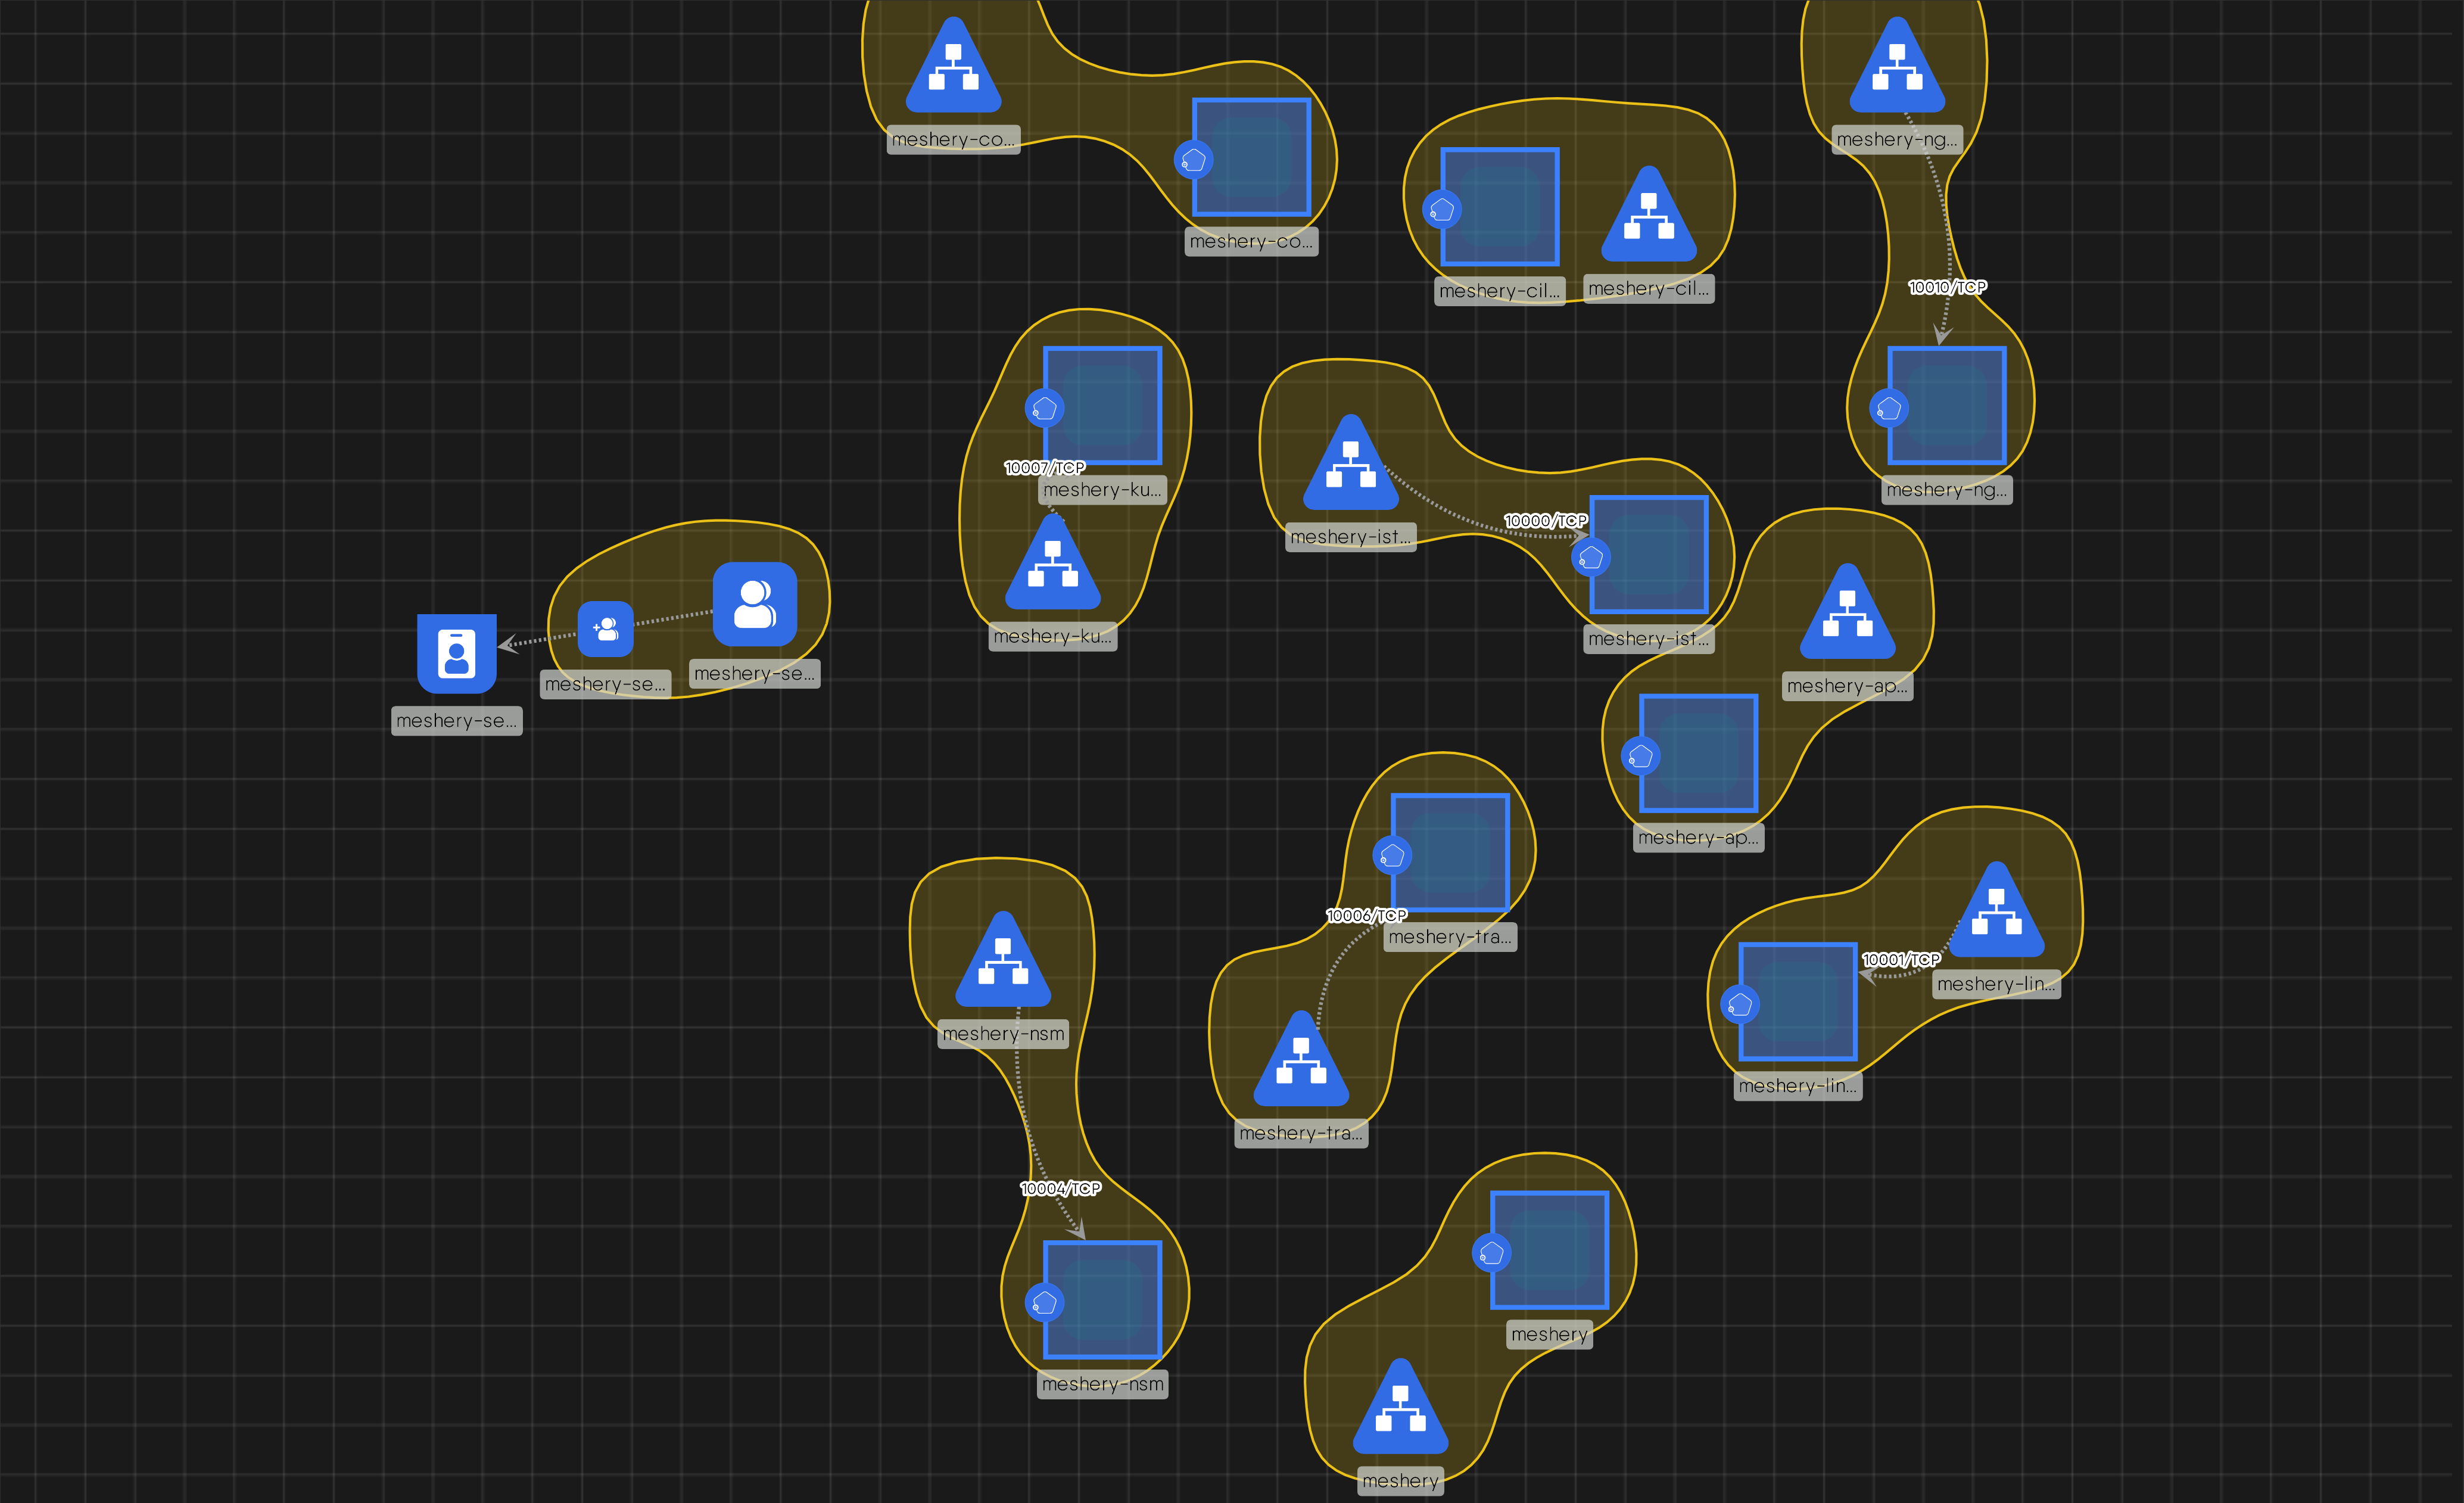 meshery-co...
meshery-ng...
meshery-co...
meshery-cil...
meshery-cil...
10010/TCP
10007/TCP
meshery-ku...
meshery-ng...
10000/TCP
meshery-ist...
meshery-ku...
meshery-ist...
meshery-se...
meshery-se...
meshery-se...
meshery-ap...
meshery-ap...
10006/TCP
meshery-tra...
10001/TCP
meshery-lin...
meshery-nsm
meshery-lin...
meshery-tra...
10004/TCP
meshery
meshery-nsm
meshery